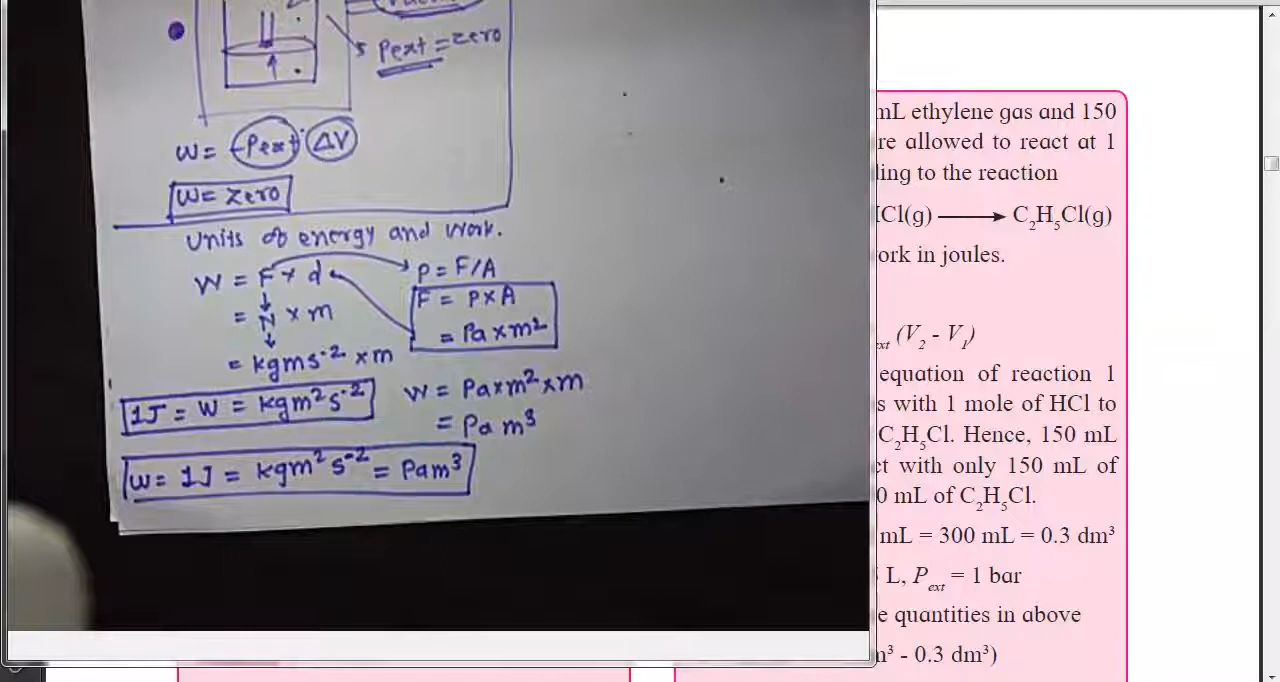 Pext = zero
W = -Pext · ΔV
W = zero
Units of energy and work.
W = F × d
= N × m
= kgms⁻² × m
1J = W = kgm²s⁻²
P = F/A
F = P×A
= Pa×m²
W = Pa×m²×m
= Pa m³
W = 1J = kgm²s⁻² = Pam³
mL ethylene gas and 150
re allowed to react at 1
ing to the reaction
Cl(g) ⟶ C₂H₅Cl(g)
ork in joules.
ext (V₂ - V₁)
equation of reaction 1
s with 1 mole of HCl to
C₂H₅Cl. Hence, 150 mL
ct with only 150 mL of
0 mL of C₂H₅Cl.
mL = 300 mL = 0.3 dm³
L, Pext = 1 bar
e quantities in above
m³ - 0.3 dm³)